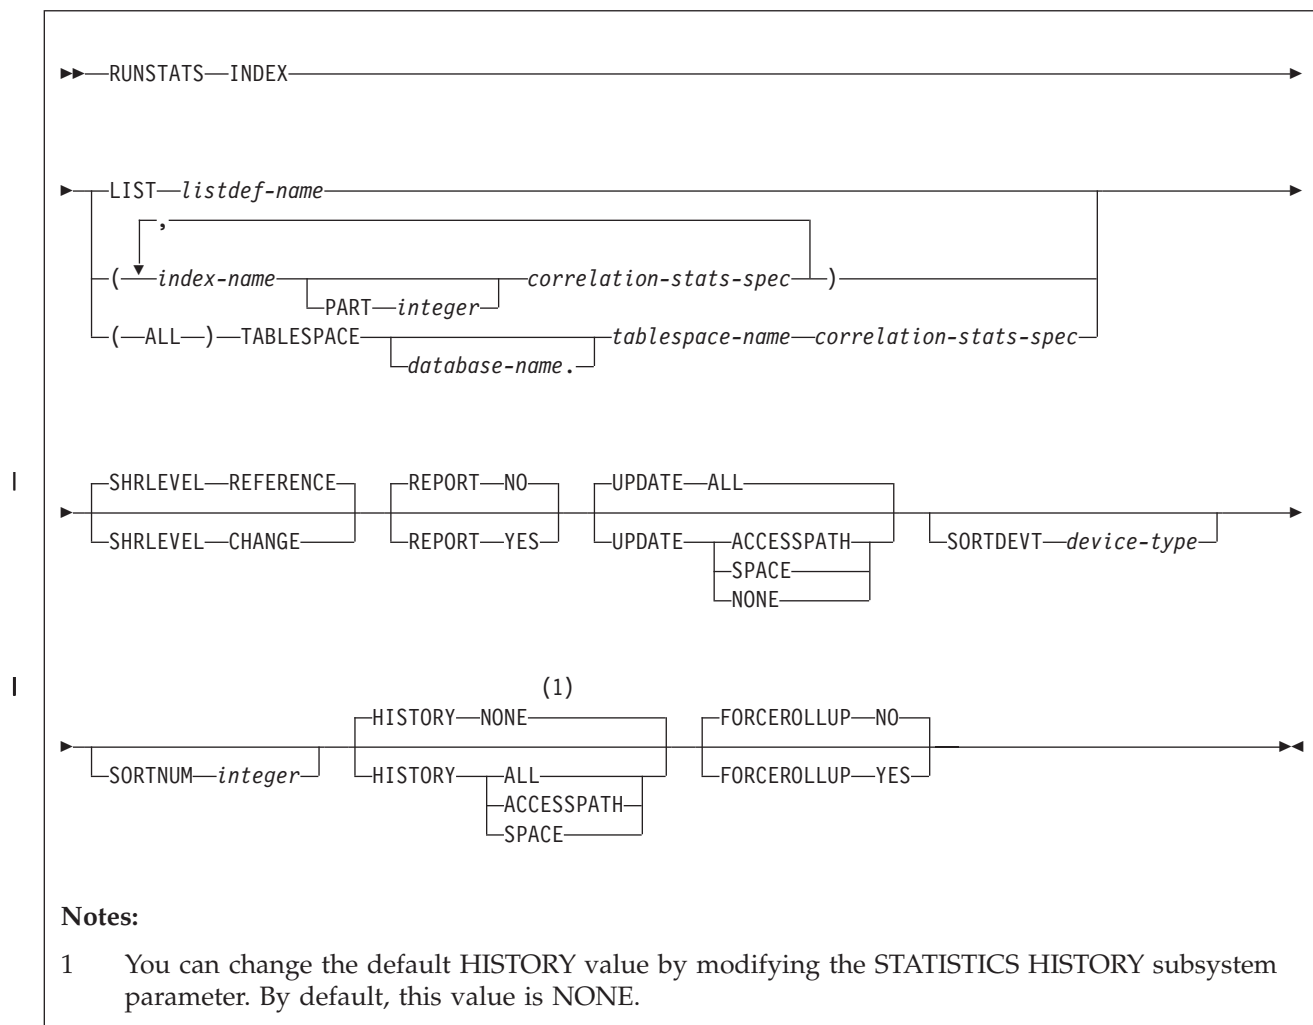 RUNSTATS INDEX
LIST listdef-name
,
( index-name correlation-stats-spec )
PART integer
( ALL ) TABLESPACE tablespace-name correlation-stats-spec
database-name.
| SHRLEVEL REFERENCE REPORT NO UPDATE ALL
SHRLEVEL CHANGE REPORT YES UPDATE ACCESSPATH SORTDEVT device-type
SPACE
NONE
| (1)
HISTORY NONE FORCEROLLUP NO
SORTNUM integer HISTORY ALL FORCEROLLUP YES
ACCESSPATH
SPACE
Notes:
1 You can change the default HISTORY value by modifying the STATISTICS HISTORY subsystem
parameter. By default, this value is NONE.